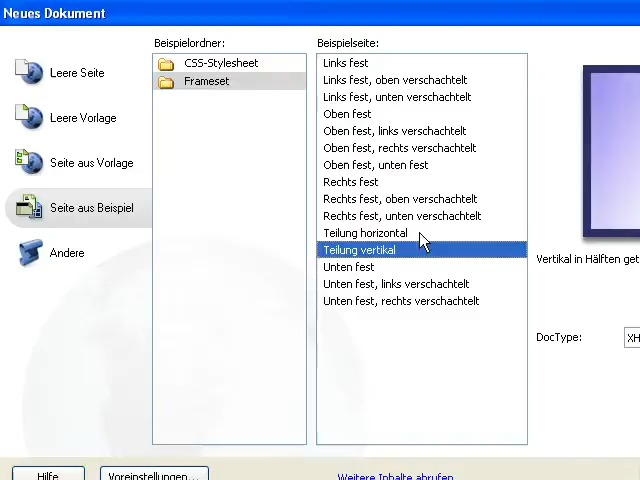 Neues Dokument
Beispielordner:
Beispielseite:
Leere Seite
Leere Vorlage
Seite aus Vorlage
Seite aus Beispiel
Andere
CSS-Stylesheet
Frameset
Links fest
Links fest, oben verschachtelt
Links fest, unten verschachtelt
Oben fest
Oben fest, links verschachtelt
Oben fest, rechts verschachtelt
Oben fest, unten fest
Rechts fest
Rechts fest, oben verschachtelt
Rechts fest, unten verschachtelt
Teilung horizontal
Teilung vertikal
Unten fest
Unten fest, links verschachtelt
Unten fest, rechts verschachtelt
Vertikal in Hälften get
DocType:
XH
Hilfe
Voreinstellungen...
Weitere Inhalte abrufen